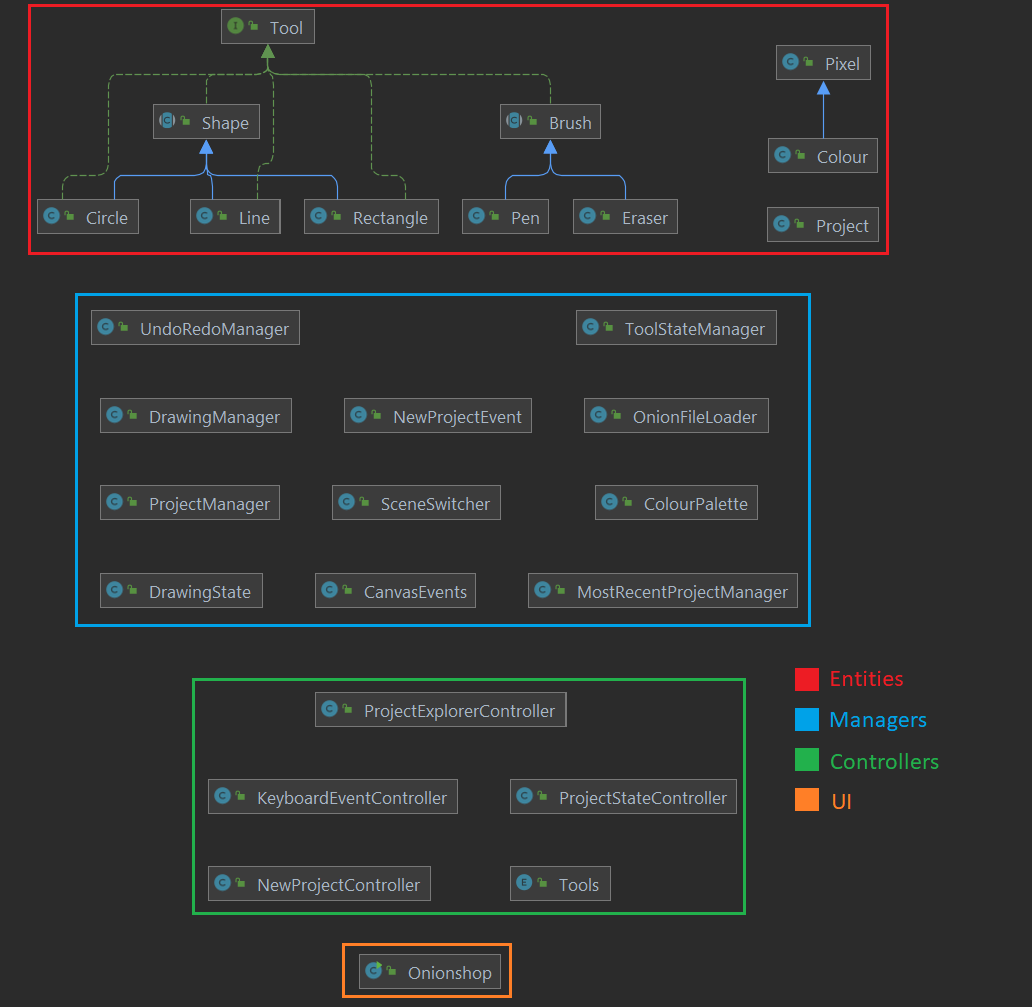 I Tool
C Pixel
C Shape
C Brush
C Colour
C Circle
C Line
C Rectangle
C Pen
C Eraser
C Project
C UndoRedoManager
C ToolStateManager
C DrawingManager
C NewProjectEvent
C OnionFileLoader
C ProjectManager
C SceneSwitcher
C ColourPalette
C DrawingState
C CanvasEvents
C MostRecentProjectManager
Entities
Managers
Controllers
UI
C ProjectExplorerController
C KeyboardEventController
C ProjectStateController
C NewProjectController
E Tools
C Onionshop